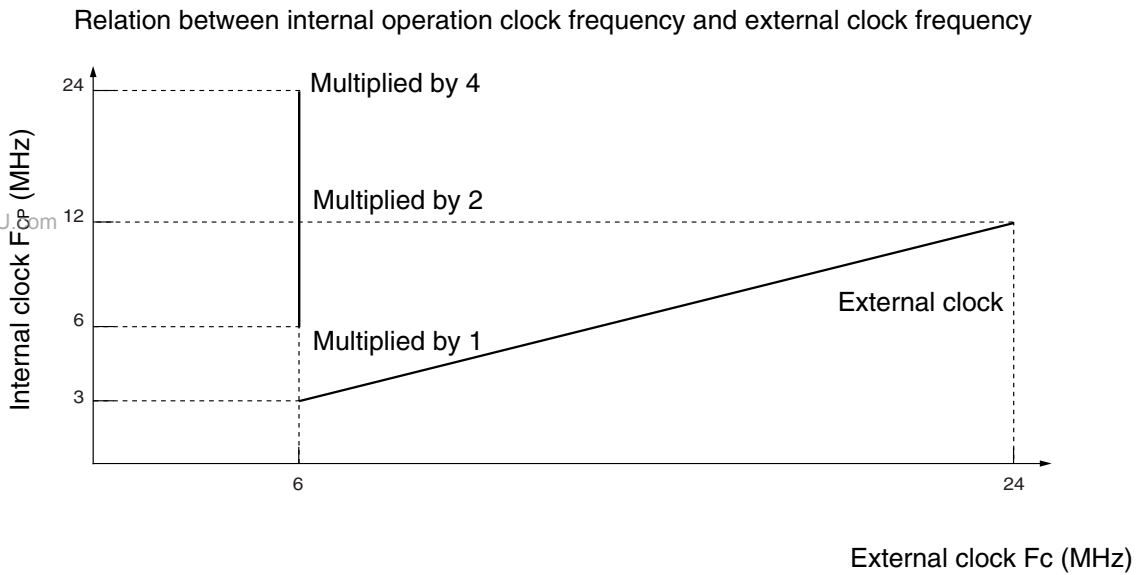 Relation between internal operation clock frequency and external clock frequency
24
Multiplied by 4
Internal clock FCP (MHz)
Multiplied by 2
12
External clock
6
Multiplied by 1
3
6
24
External clock Fc (MHz)